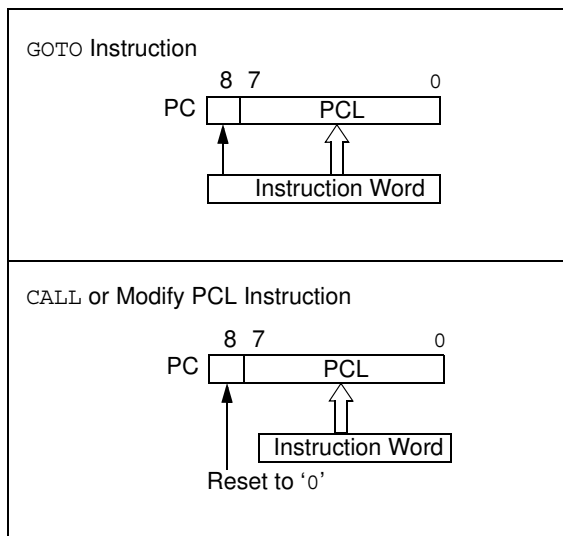 GOTO Instruction
8 7 0
PC PCL
Instruction Word
CALL or Modify PCL Instruction
8 7 0
PC PCL
Instruction Word
Reset to ‘0’